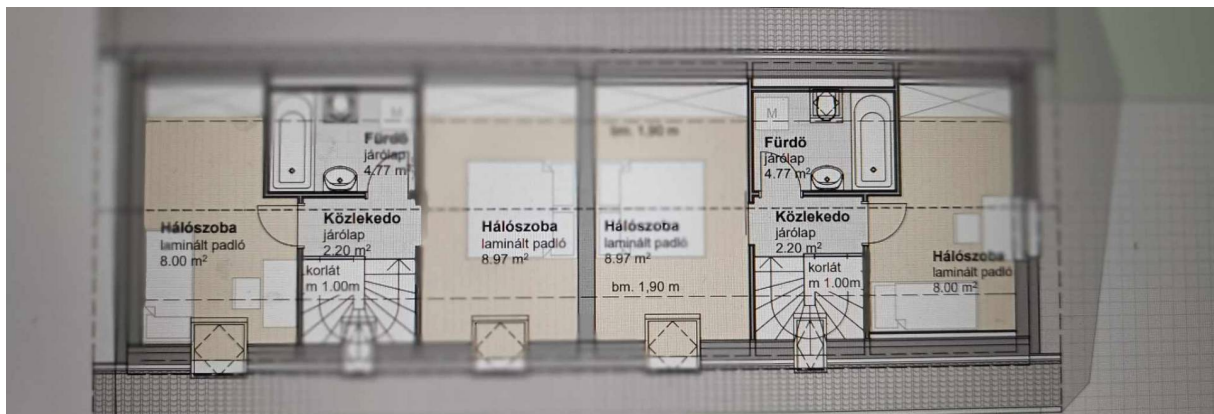 M
Fürdő
járólap
4.77 m²
Közlekedo
járólap
2.20 m²
Hálószoba
laminált padló
8.00 m²
korlát
m 1.00m
Hálószoba
laminált padló
8.97 m²
bm. 1,90 m
Hálószoba
laminált padló
8.97 m²
bm. 1,90 m
M
Fürdő
járólap
4.77 m²
Közlekedo
járólap
2.20 m²
korlát
m 1.00m
Hálószoba
laminált padló
8.00 m²